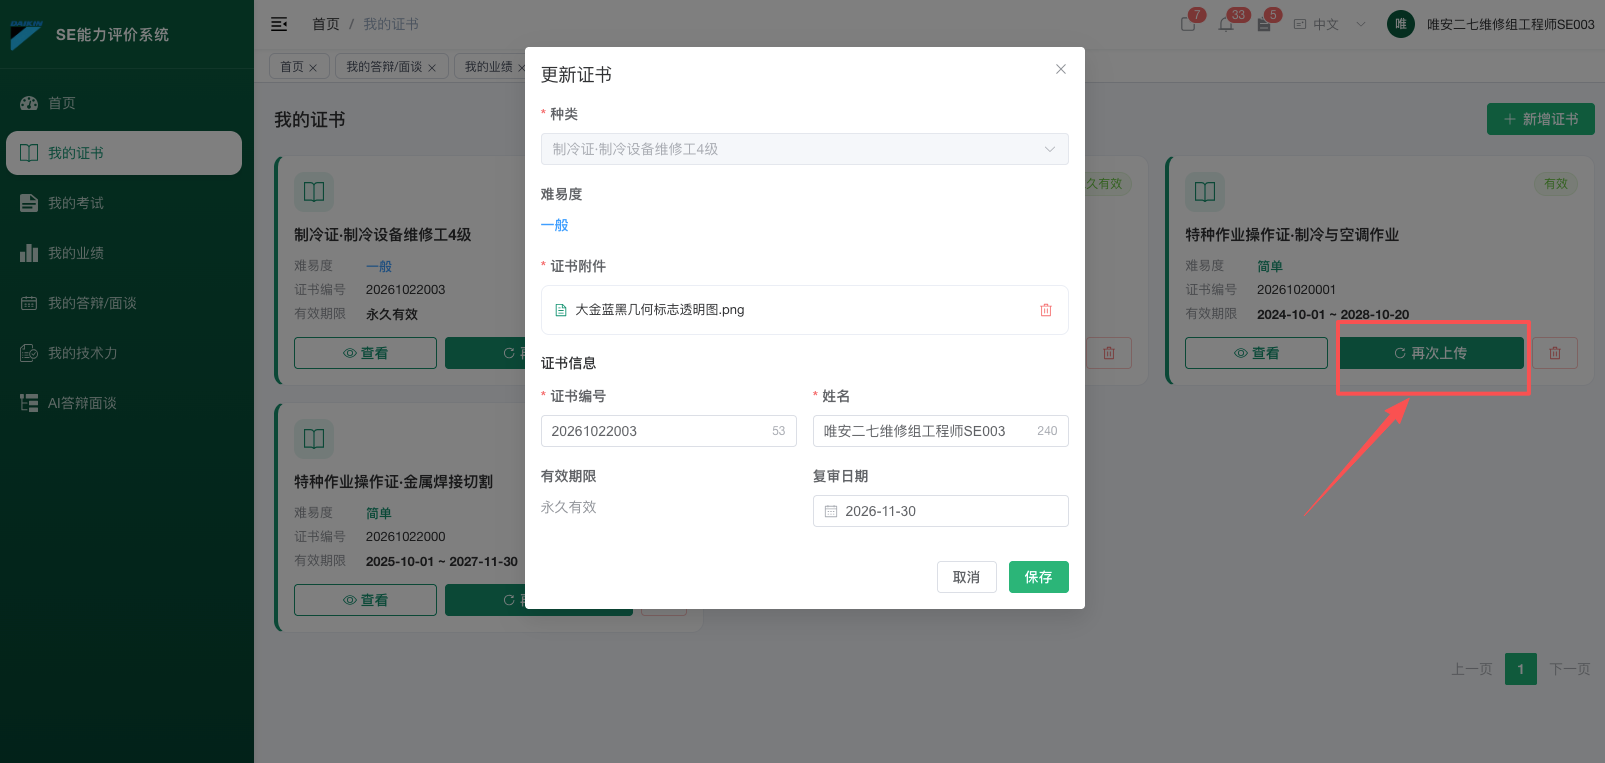 DAIKIN
SE能力评价系统
首页
我的证书
我的考试
我的业绩
我的答辩/面谈
我的技术力
AI答辩面谈
首页 / 我的证书
7
33
5
中文
唯
唯安二七维修组工程师SE003
首页
我的答辩/面谈
我的业绩
我的证书
新增证书
制冷证·制冷设备维修工4级
难易度 一般
证书编号 20261022003
有效期限 永久有效
查看
久有效
有效
特种作业操作证·制冷与空调作业
难易度 简单
证书编号 20261020001
有效期限 2024-10-01 ~ 2028-10-20
查看
再次上传
特种作业操作证·金属焊接切割
难易度 简单
证书编号 20261022000
有效期限 2025-10-01 ~ 2027-11-30
查看
上一页 1 下一页
更新证书
* 种类
制冷证·制冷设备维修工4级
难易度
一般
* 证书附件
大金蓝黑几何标志透明图.png
证书信息
* 证书编号
20261022003 53
* 姓名
唯安二七维修组工程师SE003 240
有效期限
永久有效
复审日期
2026-11-30
取消
保存